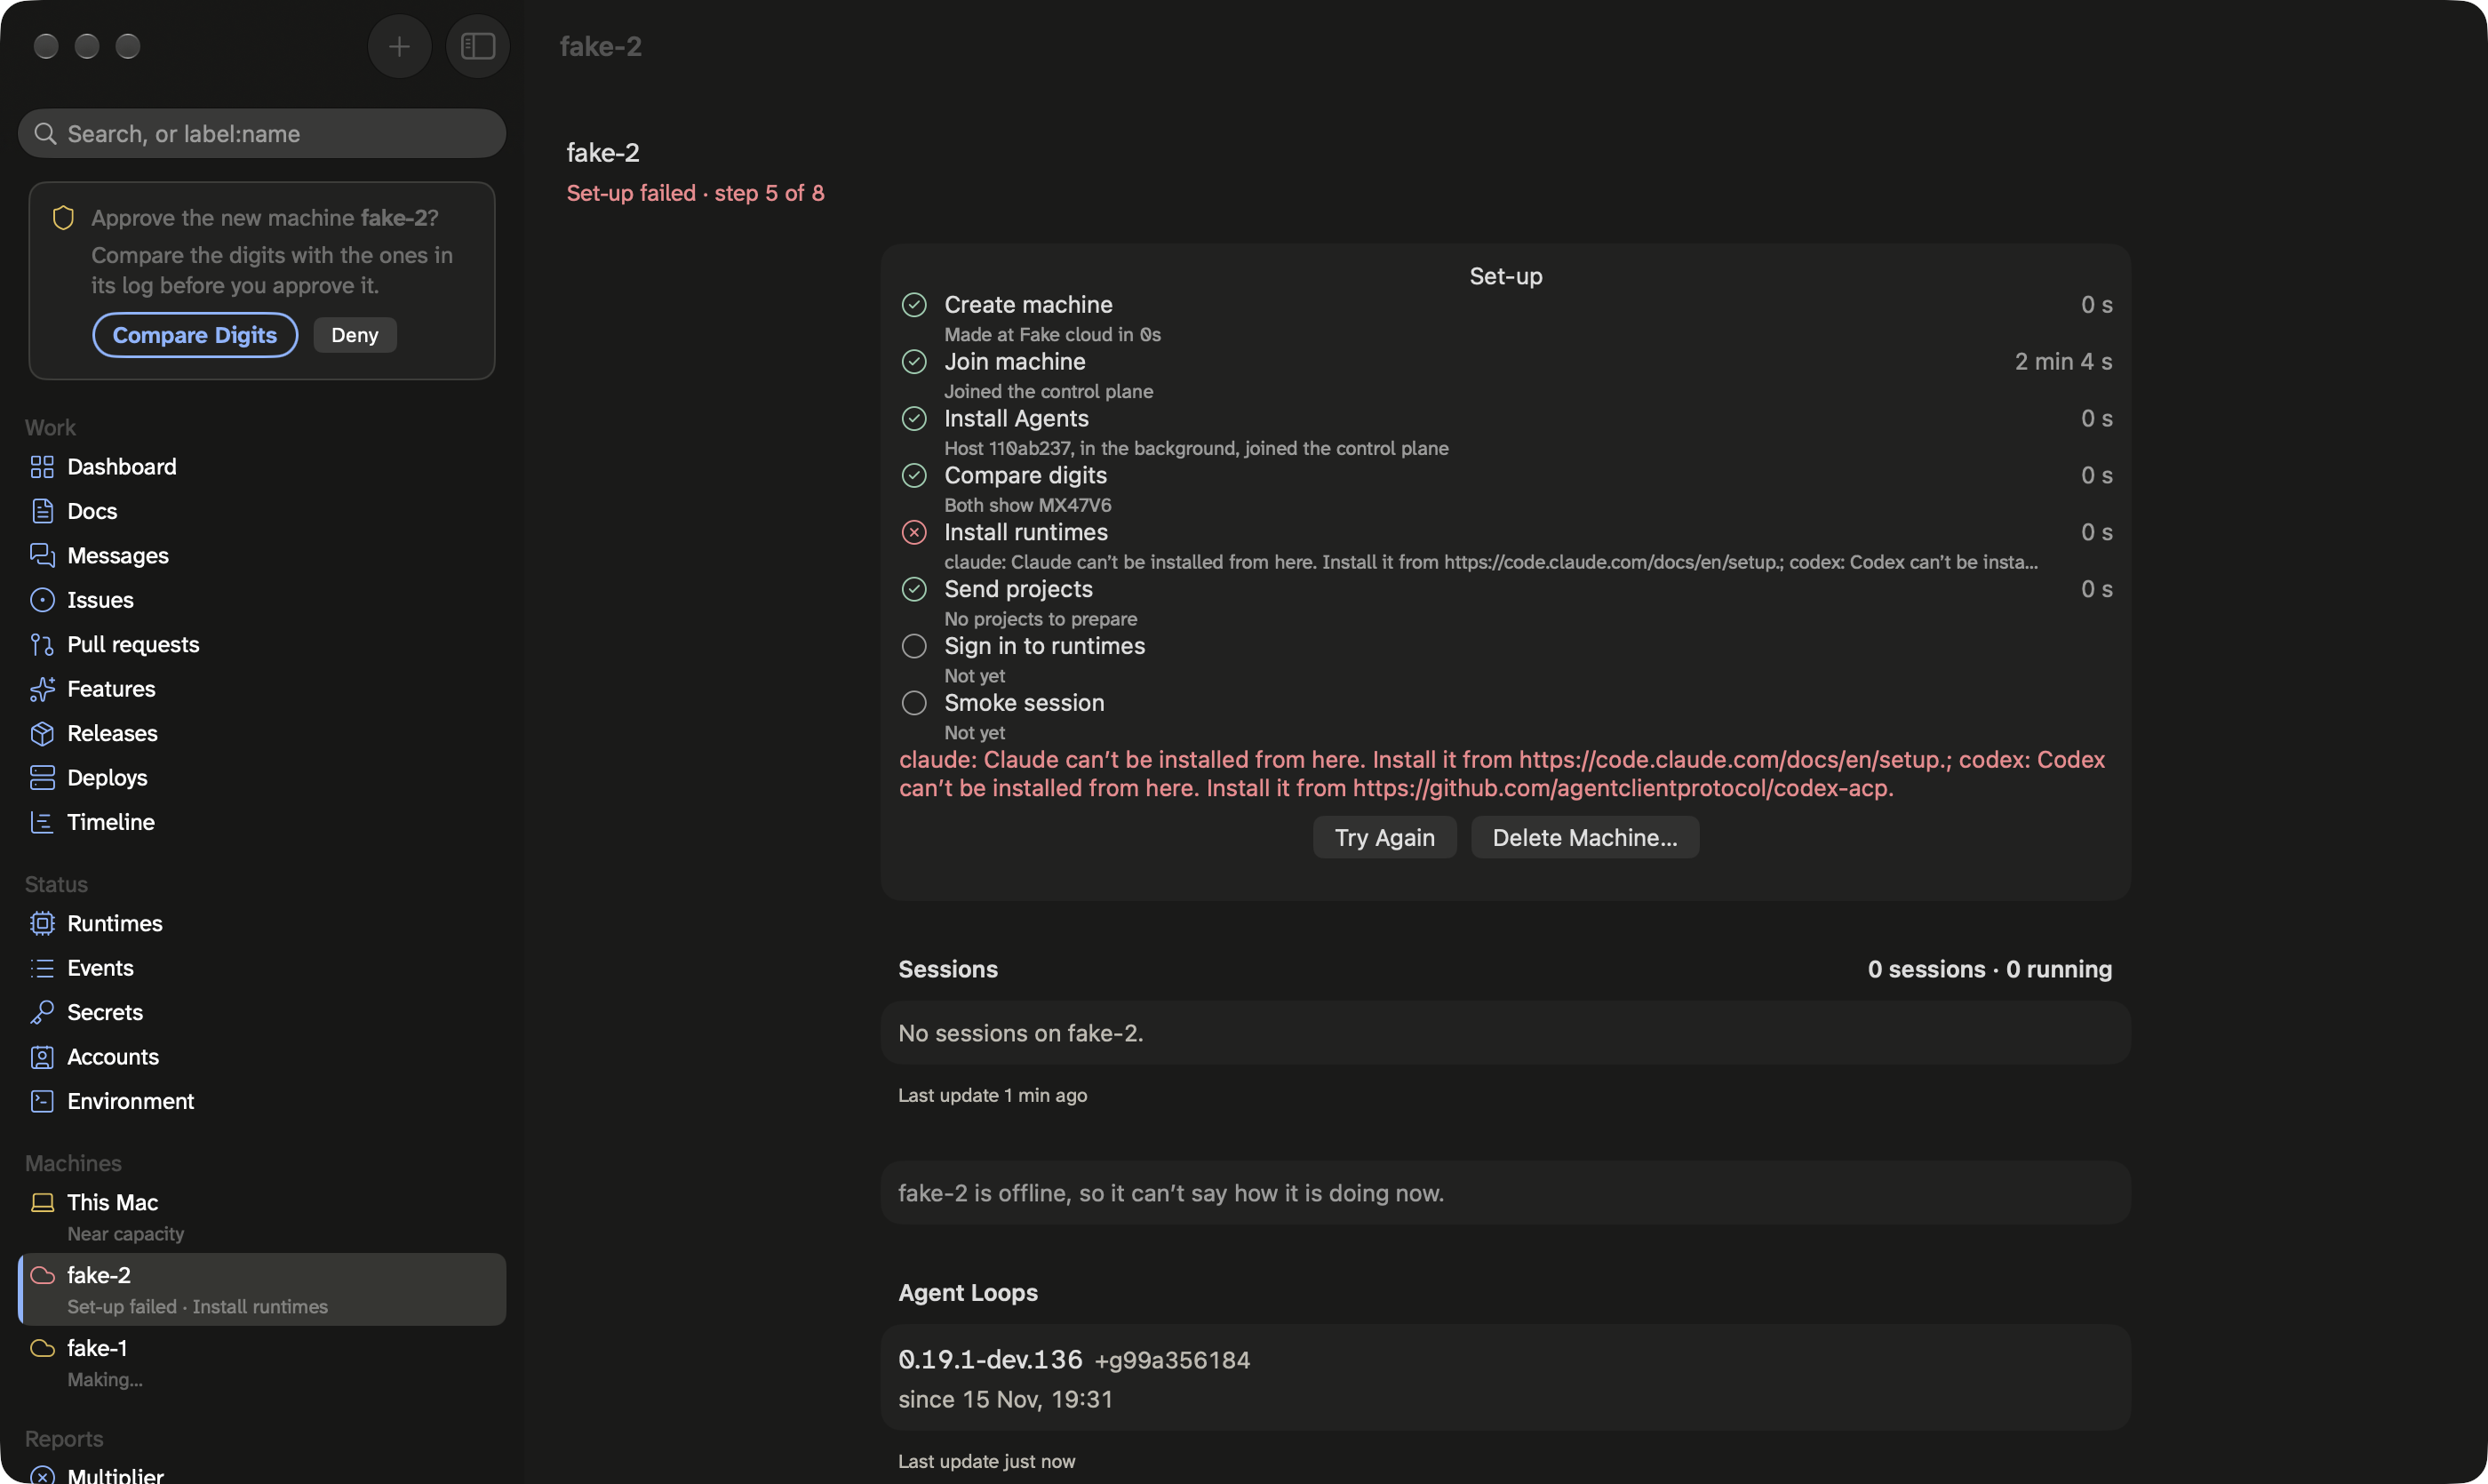 fake-2
Search, or label:name
Approve the new machine fake-2?
Compare the digits with the ones in
its log before you approve it.
Compare Digits
Deny
Work
Dashboard
Docs
Messages
Issues
Pull requests
Features
Releases
Deploys
Timeline
Status
Runtimes
Events
Secrets
Accounts
Environment
Machines
This Mac
Near capacity
fake-2
Set-up failed · Install runtimes
fake-1
Making...
Reports
Multiplier
fake-2
Set-up failed · step 5 of 8
Set-up
Create machine
0 s
Made at Fake cloud in 0s
Join machine
2 min 4 s
Joined the control plane
Install Agents
0 s
Host 110ab237, in the background, joined the control plane
Compare digits
0 s
Both show MX47V6
Install runtimes
0 s
claude: Claude can’t be installed from here. Install it from https://code.claude.com/docs/en/setup.; codex: Codex can’t be insta...
Send projects
0 s
No projects to prepare
Sign in to runtimes
Not yet
Smoke session
Not yet
claude: Claude can’t be installed from here. Install it from https://code.claude.com/docs/en/setup.; codex: Codex
can’t be installed from here. Install it from https://github.com/agentclientprotocol/codex-acp.
Try Again
Delete Machine...
Sessions
0 sessions · 0 running
No sessions on fake-2.
Last update 1 min ago
fake-2 is offline, so it can’t say how it is doing now.
Agent Loops
0.19.1-dev.136 +g99a356184
since 15 Nov, 19:31
Last update just now